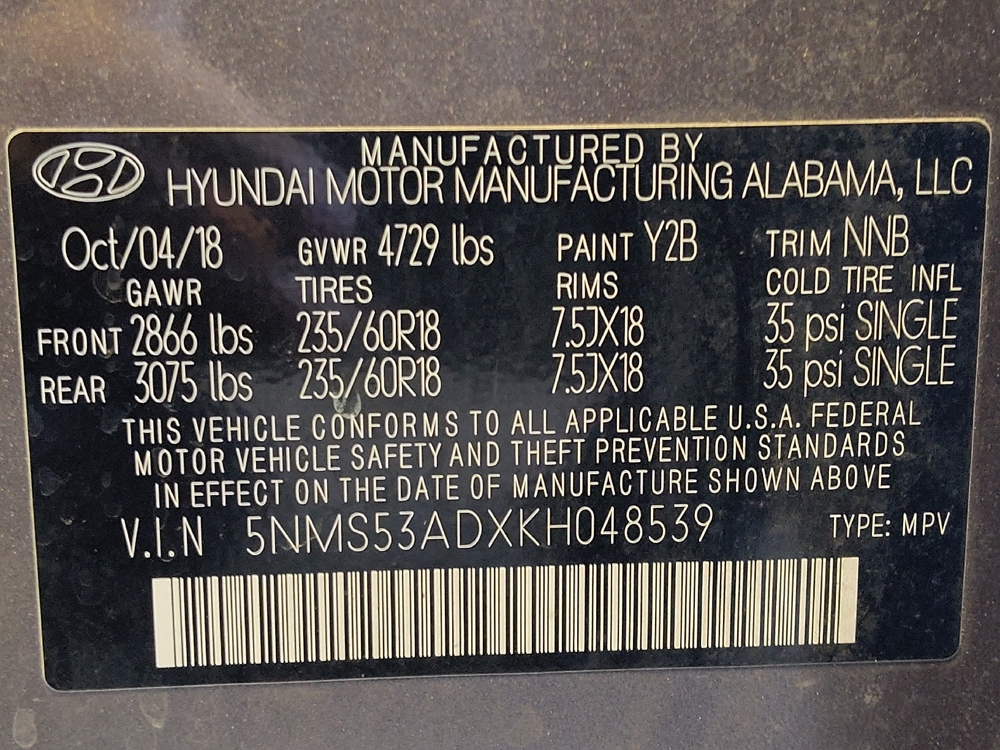 MANUFACTURED BY
HYUNDAI MOTOR MANUFACTURING ALABAMA, LLC
Oct/04/18 GVWR 4729 lbs PAINT Y2B TRIM NNB
GAWR TIRES RIMS COLD TIRE INFL
FRONT 2866 lbs 235/60R18 7.5JX18 35 psi SINGLE
REAR 3075 lbs 235/60R18 7.5JX18 35 psi SINGLE
THIS VEHICLE CONFORMS TO ALL APPLICABLE U.S.A. FEDERAL
MOTOR VEHICLE SAFETY AND THEFT PREVENTION STANDARDS
IN EFFECT ON THE DATE OF MANUFACTURE SHOWN ABOVE
V.I.N 5NMS53ADXKH048539 TYPE: MPV